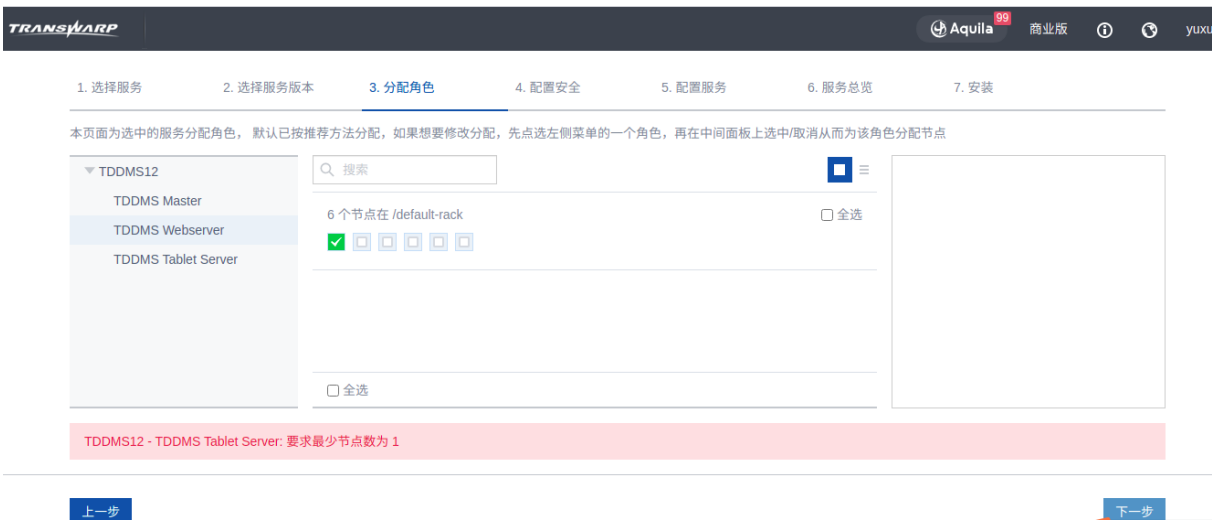 TRANSWARP
Aquila 99 商业版 yuxu
1. 选择服务 2. 选择服务版本 3. 分配角色 4. 配置安全 5. 配置服务 6. 服务总览 7. 安装
本页面为选中的服务分配角色， 默认已按推荐方法分配，如果想要修改分配，先点选左侧菜单的一个角色，再在中间面板上选中/取消从而为该角色分配节点
TDDMS12
TDDMS Master
TDDMS Webserver
TDDMS Tablet Server
搜索
6 个节点在 /default-rack 全选
全选
TDDMS12 - TDDMS Tablet Server: 要求最少节点数为 1
上一步 下一步